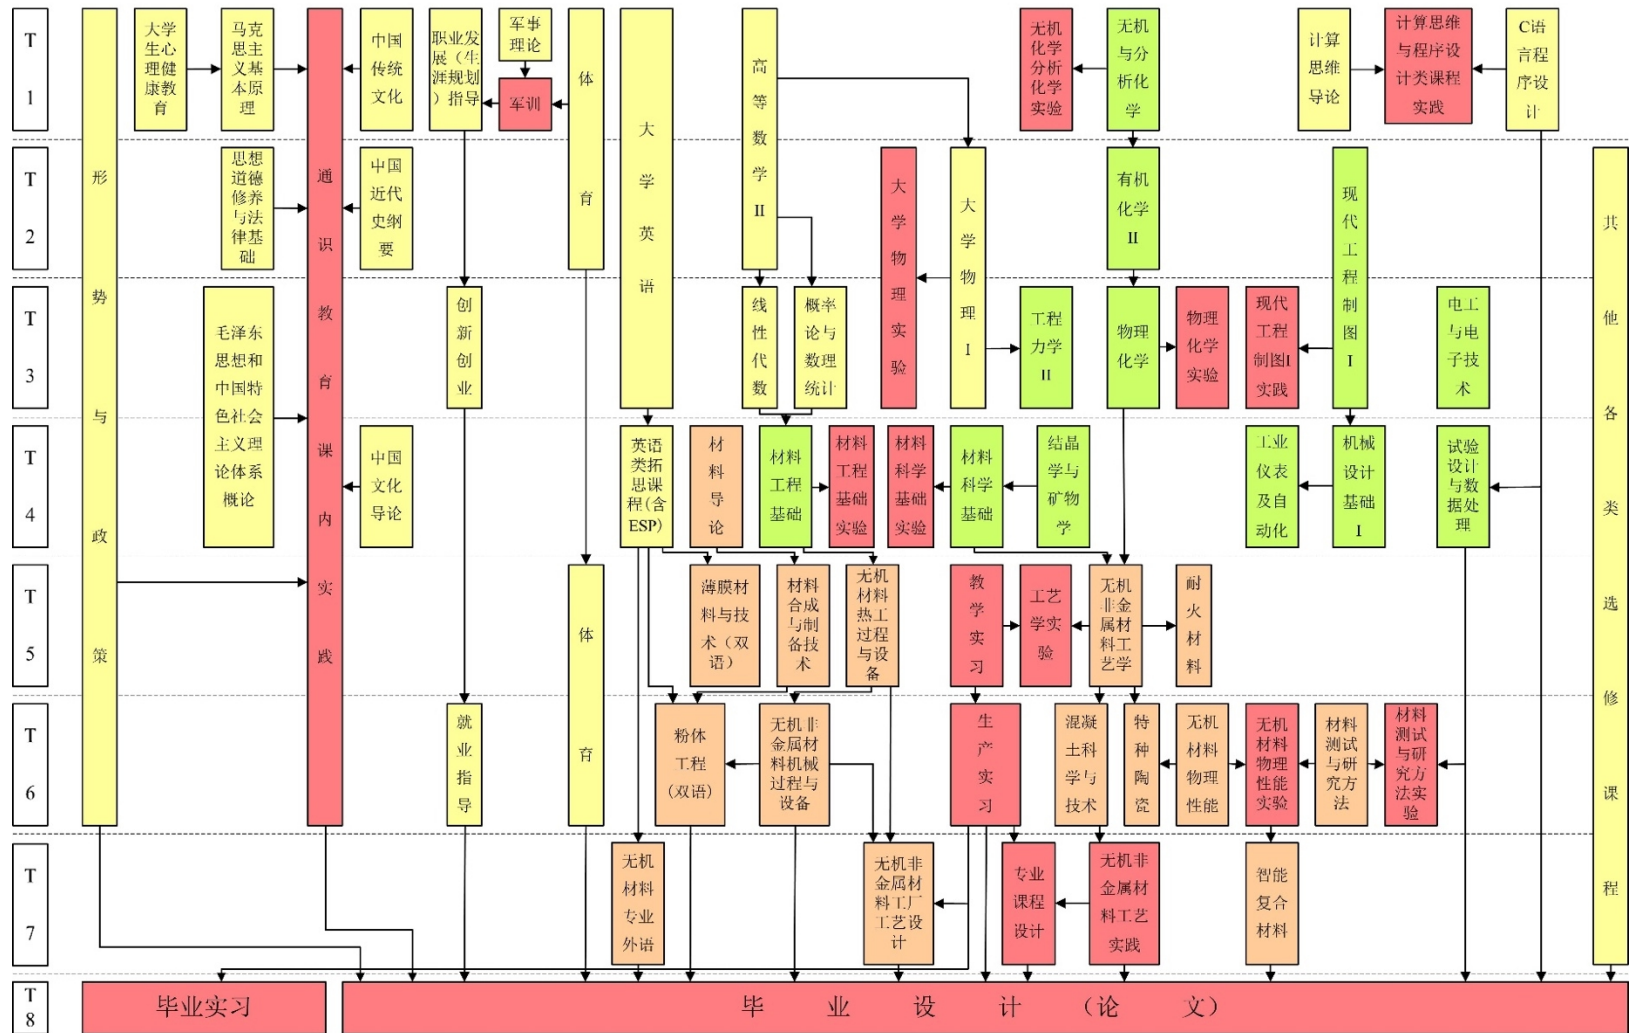 T
1
大学
生心
理健
康教
育
马克
思主
义基
本原
理
中国
传统
文化
职业发
展（生
涯规划
）指导
军事
理论
军训
体
育
大
学
英
语
高
等
数
学
II
无机
化学
分析
化学
实验
无机
与分
析化
学
计算
思维
导论
计算思维
与程序设
计类课程
实践
C语
言程
序设
计
T
2
形
势
与
政
策
思想
道德
修养
与法
律基
础
通
识
教
育
课
内
实
践
中国
近代
史纲
要
大
学
物
理
实
验
大
学
物
理
I
有机
化学
II
现
代
工
程
制
图
I
共
他
各
类
选
修
课
程
T
3
毛泽东
思想和
中国特
色社会
主义理
论体系
概论
创
新
创
业
线
性
代
数
概率
论与
数理
统计
工程
力学
II
物理
化学
物理
化学
实验
现代
工程
制图I
实践
电工
与电
子技
术
T
4
中国
文化
导论
英语
类拓
思课
程(含
ESP)
材
料
导
论
材料
工程
基础
材料
工程
基础
实验
材料
科学
基础
实验
材料
科学
基础
结晶
学与
矿物
学
工业
仪表
及自
动化
机械
设计
基础
I
试验
设计
与数
据处
理
T
5
体
育
薄膜材
料与技
术（双
语）
材料
合成
与制
备技
术
无机
材料
热工
过程
与设
备
教
学
实
习
工艺
学实
验
无机
非金
属材
料工
艺学
耐
火
材
料
T
6
就
业
指
导
粉体
工程
（双语）
无机非
金属材
料机械
过程与
设备
生
产
实
习
混凝
土科
学与
技术
特
种
陶
瓷
无机
材料
物理
性能
无机
材料
物理
性能
实验
材料
测试
与研
究方
法
材料
测试
与研
究方
法实
验
T
7
无机
材料
专业
外语
无机非
金属材
料工厂
工艺设
计
专业
课程
设计
无机非
金属材
料工艺
实践
智能
复合
材料
T
8
毕业实习
毕 业 设 计 （论 文）